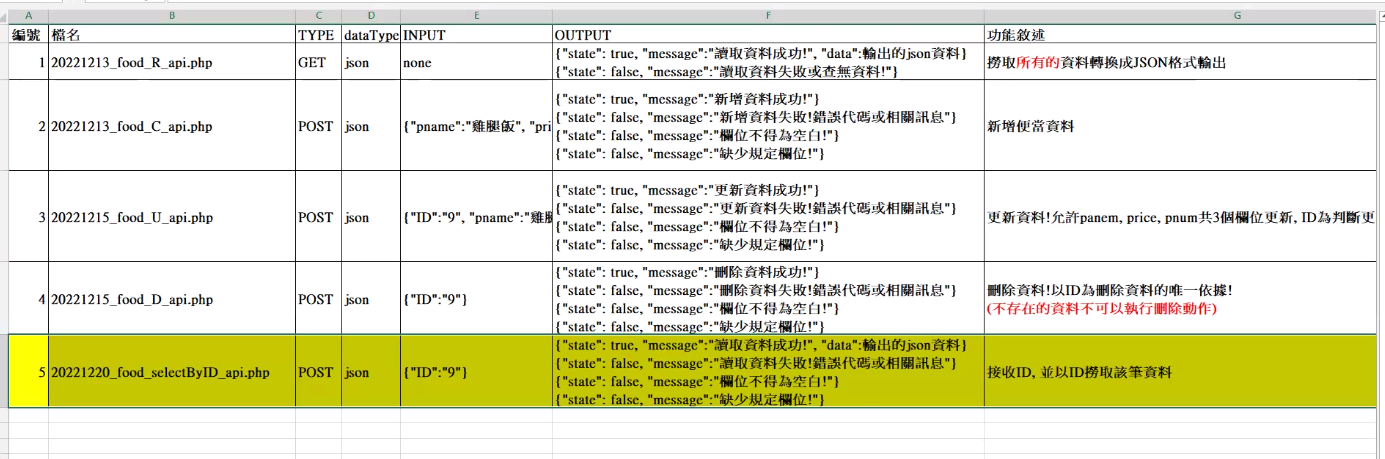 A B C D E F G
編號 檔名 TYPE dataType INPUT OUTPUT 功能敘述
1 20221213_food_R_api.php GET json none
{"state": true, "message":"讀取資料成功!", "data":輸出的json資料}
{"state": false, "message":"讀取資料失敗或查無資料!"}
撈取所有的資料轉換成JSON格式輸出
2 20221213_food_C_api.php POST json {"pname":"雞腿飯", "pri
{"state": true, "message":"新增資料成功!"}
{"state": false, "message":"新增資料失敗!錯誤代碼或相關訊息"}
{"state": false, "message":"欄位不得為空白!"}
{"state": false, "message":"缺少規定欄位!"}
新增便當資料
3 20221215_food_U_api.php POST json {"ID":"9", "pname":"雞
{"state": true, "message":"更新資料成功!"}
{"state": false, "message":"更新資料失敗!錯誤代碼或相關訊息"}
{"state": false, "message":"欄位不得為空白!"}
{"state": false, "message":"缺少規定欄位!"}
更新資料!允許panem, price, pnum共3個欄位更新, ID為判斷更
4 20221215_food_D_api.php POST json {"ID":"9"}
{"state": true, "message":"刪除資料成功!"}
{"state": false, "message":"刪除資料失敗!錯誤代碼或相關訊息"}
{"state": false, "message":"欄位不得為空白!"}
{"state": false, "message":"缺少規定欄位!"}
刪除資料!以ID為刪除資料的唯一依據!
(不存在的資料不可以執行刪除動作)
5 20221220_food_selectByID_api.php POST json {"ID":"9"}
{"state": true, "message":"讀取資料成功!", "data":輸出的json資料}
{"state": false, "message":"讀取資料失敗!錯誤代碼或相關訊息"}
{"state": false, "message":"欄位不得為空白!"}
{"state": false, "message":"缺少規定欄位!"}
接收ID, 並以ID撈取該筆資料